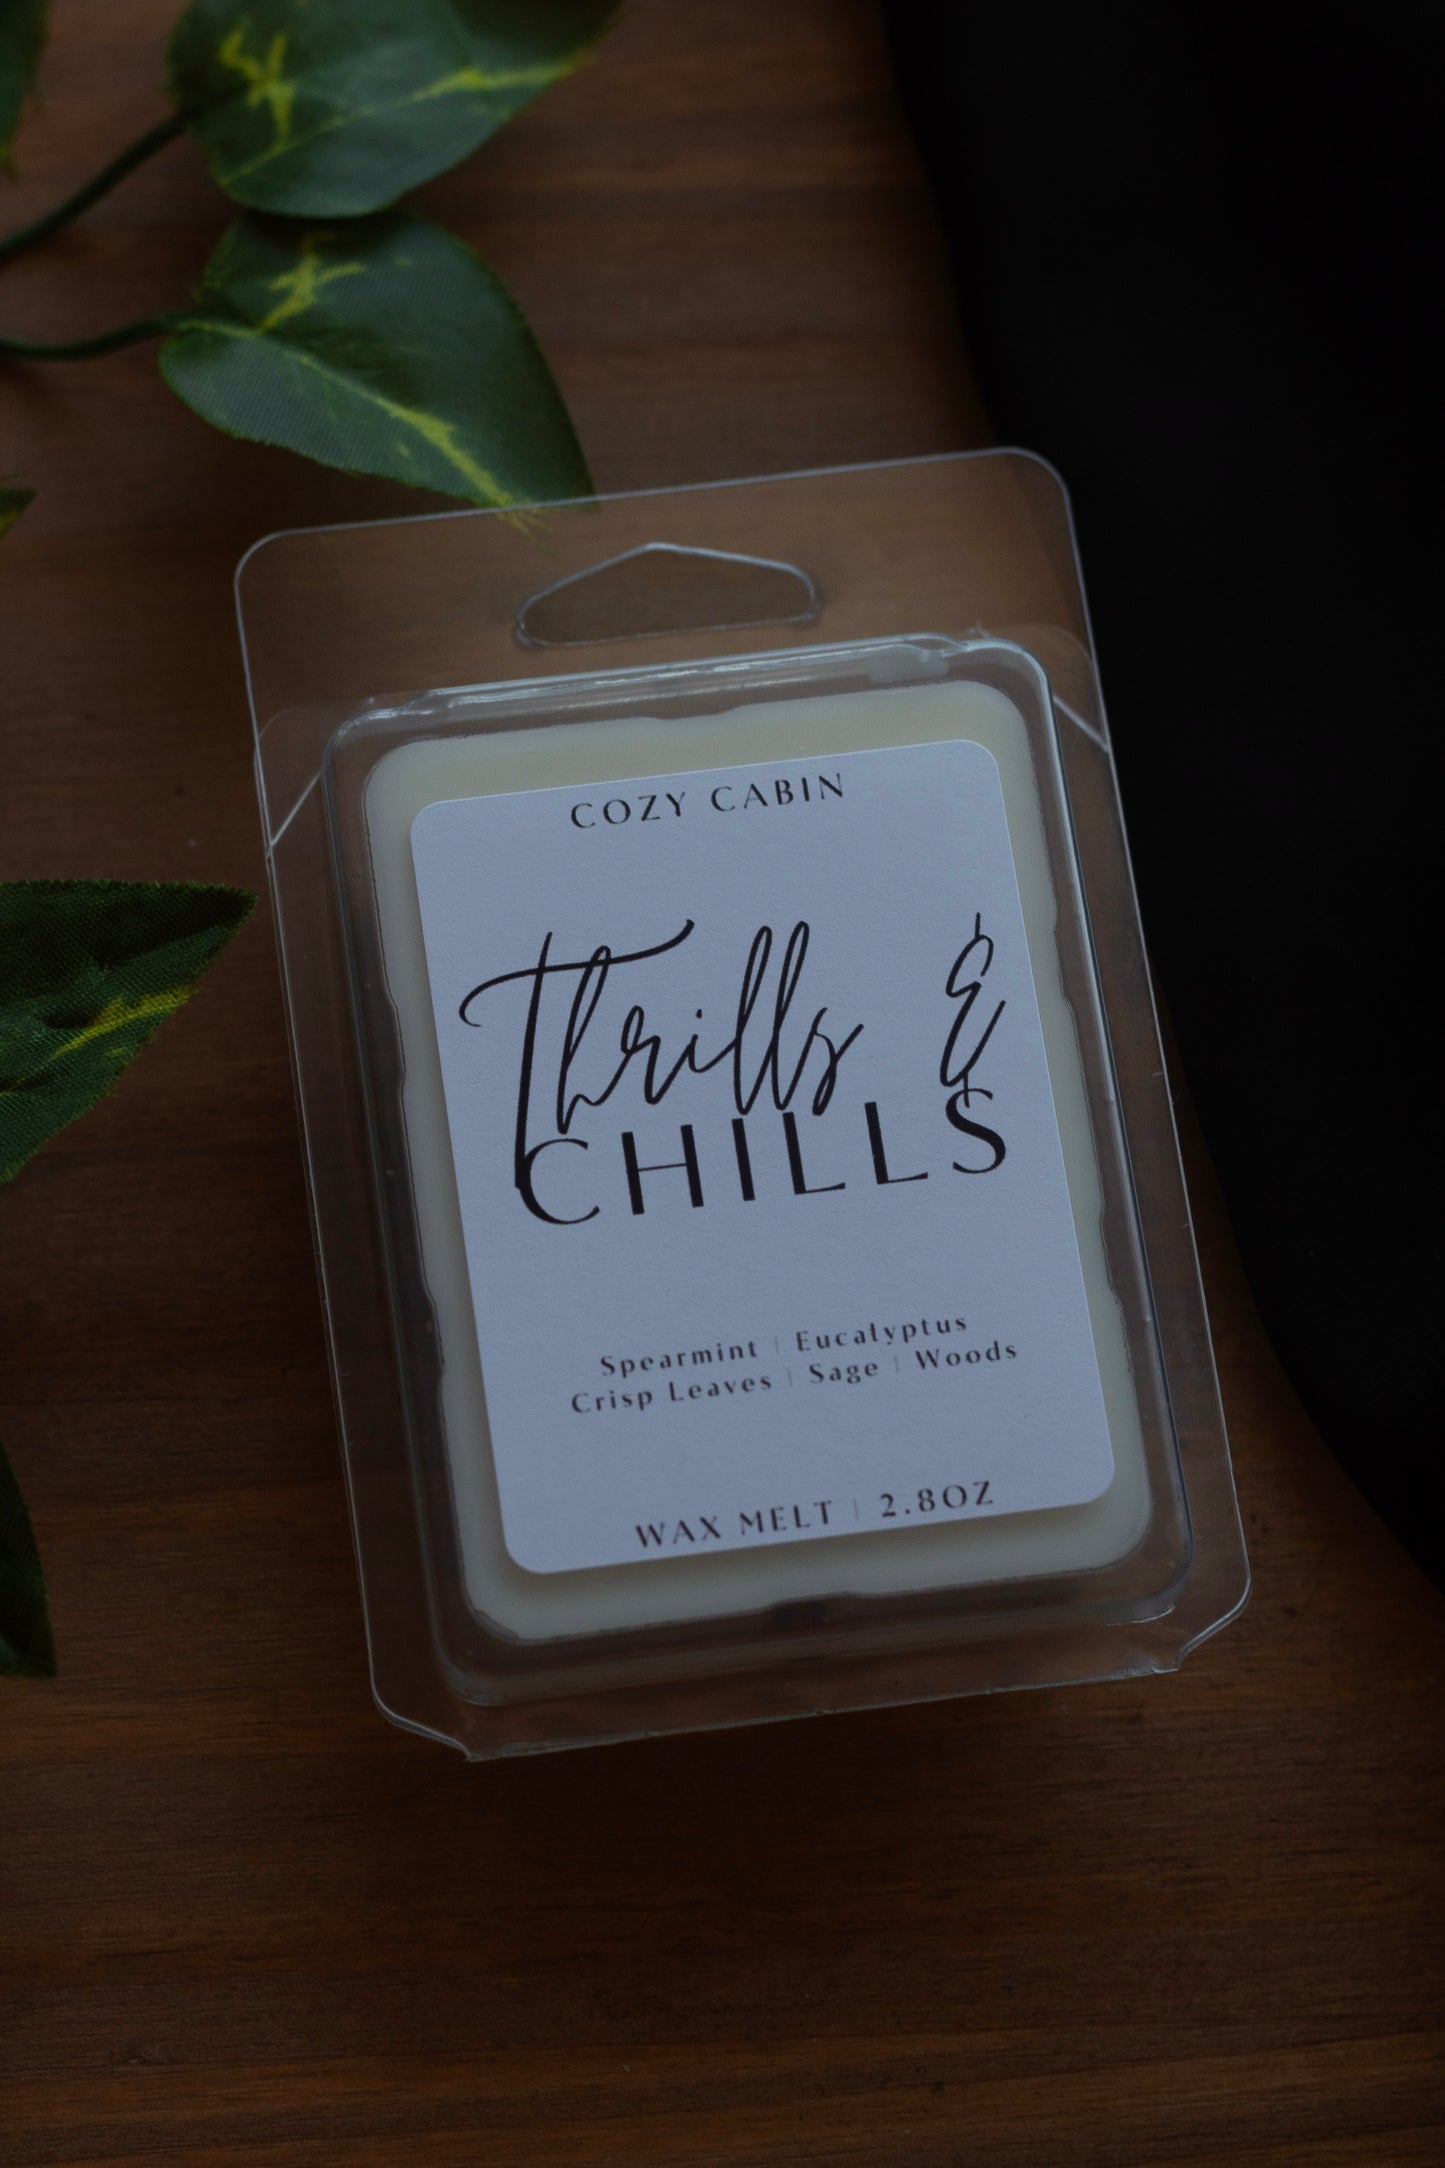 COZY CABIN
Thrills &
CHILLS
Spearmint | Eucalyptus
Crisp Leaves | Sage | Woods
WAX MELT | 2.8OZ